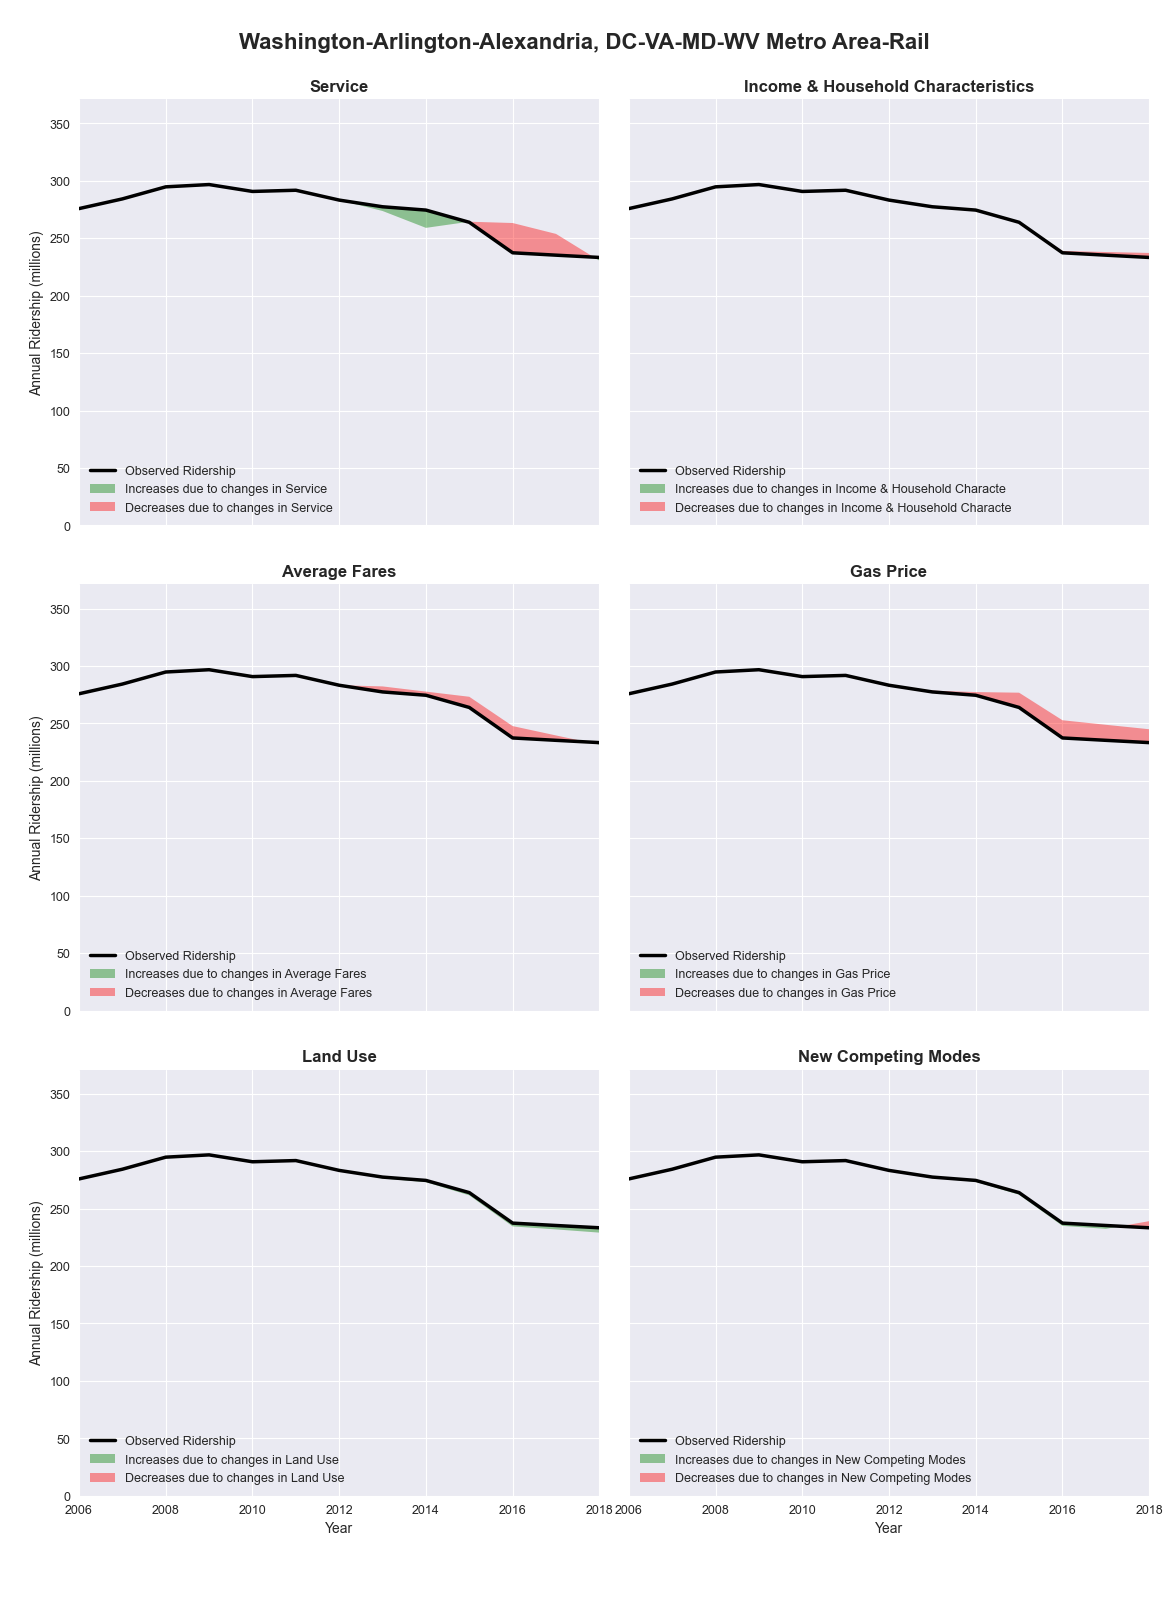 Washington-Arlington-Alexandria, DC-VA-MD-WV Metro Area-Rail
Service
350
300
250
200
150
100
50
0
Annual Ridership (millions)
Observed Ridership
Increases due to changes in Service
Decreases due to changes in Service
Income & Household Characteristics
Observed Ridership
Increases due to changes in Income & Household Characte
Decreases due to changes in Income & Household Characte
Average Fares
350
300
250
200
150
100
50
0
Annual Ridership (millions)
Observed Ridership
Increases due to changes in Average Fares
Decreases due to changes in Average Fares
Gas Price
Observed Ridership
Increases due to changes in Gas Price
Decreases due to changes in Gas Price
Land Use
350
300
250
200
150
100
50
0
Annual Ridership (millions)
Observed Ridership
Increases due to changes in Land Use
Decreases due to changes in Land Use
2006 2008 2010 2012 2014 2016 2018
Year
New Competing Modes
Observed Ridership
Increases due to changes in New Competing Modes
Decreases due to changes in New Competing Modes
2006 2008 2010 2012 2014 2016 2018
Year